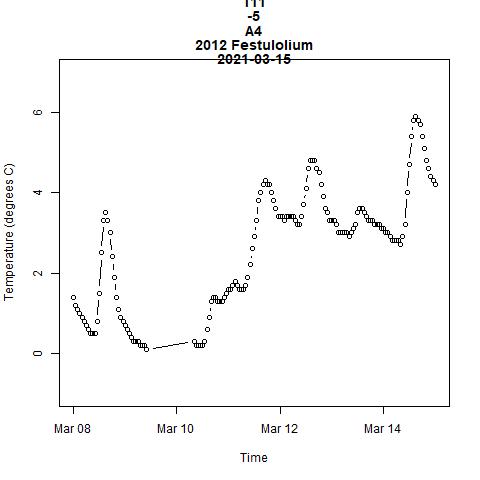 T11
-5
A4
2012 Festulolium
2021-03-15
Temperature (degrees C)
6
4
2
0
Mar 08 Mar 10 Mar 12 Mar 14
Time